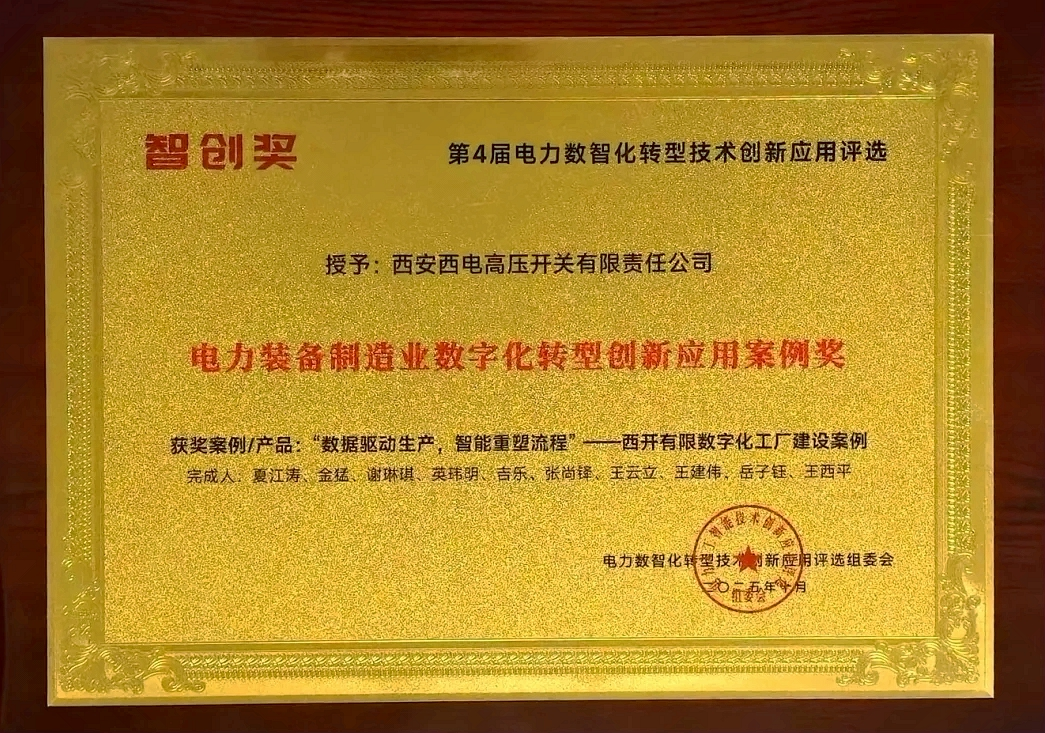 智创奖
第4届电力数智化转型技术创新应用评选
授予：西安西电高压开关有限责任公司
电力装备制造业数字化转型创新应用案例奖
获奖案例/产品：“数据驱动生产，智能重塑流程”——西开有限数字化工厂建设案例
完成人：夏江涛、金猛、谢琳琪、英玮明、吉乐、张尚锋、王云立、王建伟、岳子钰、王西平
电力数智化转型技术创新应用评选组委会
二〇二五年十月
组委会